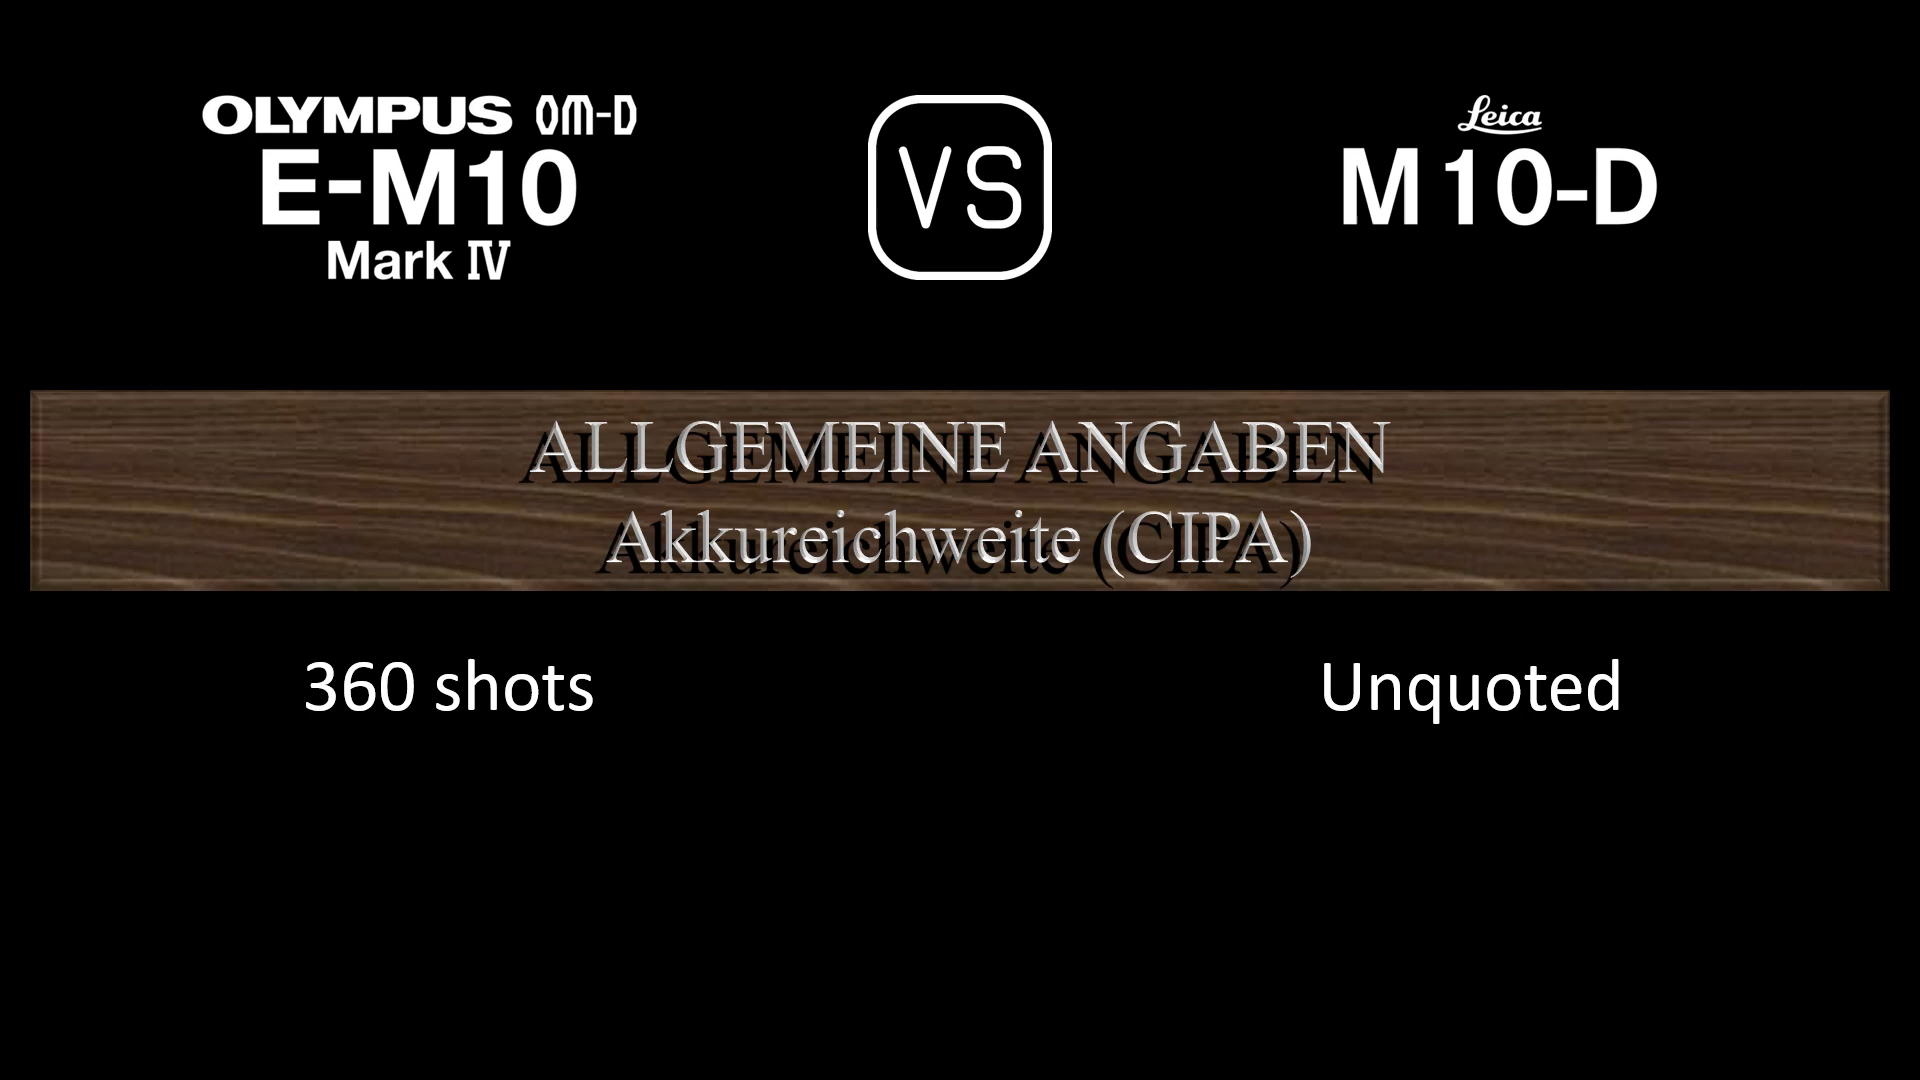 OLYMPUS OM-D
E-M10
Mark IV
VS
Leica
M10-D
ALLGEMEINE ANGABEN
Akkureichweite (CIPA)
360 shots
Unquoted